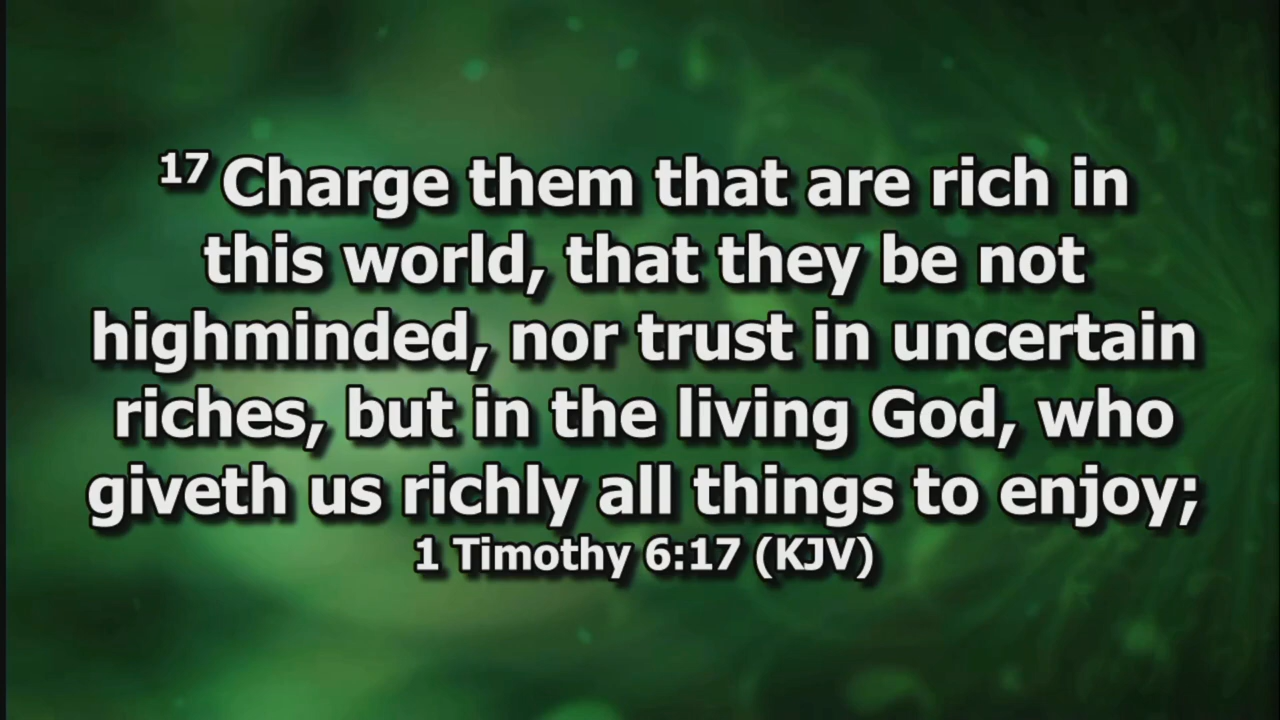 17 Charge them that are rich in
this world, that they be not
highminded, nor trust in uncertain
riches, but in the living God, who
giveth us richly all things to enjoy;
1 Timothy 6:17 (KJV)